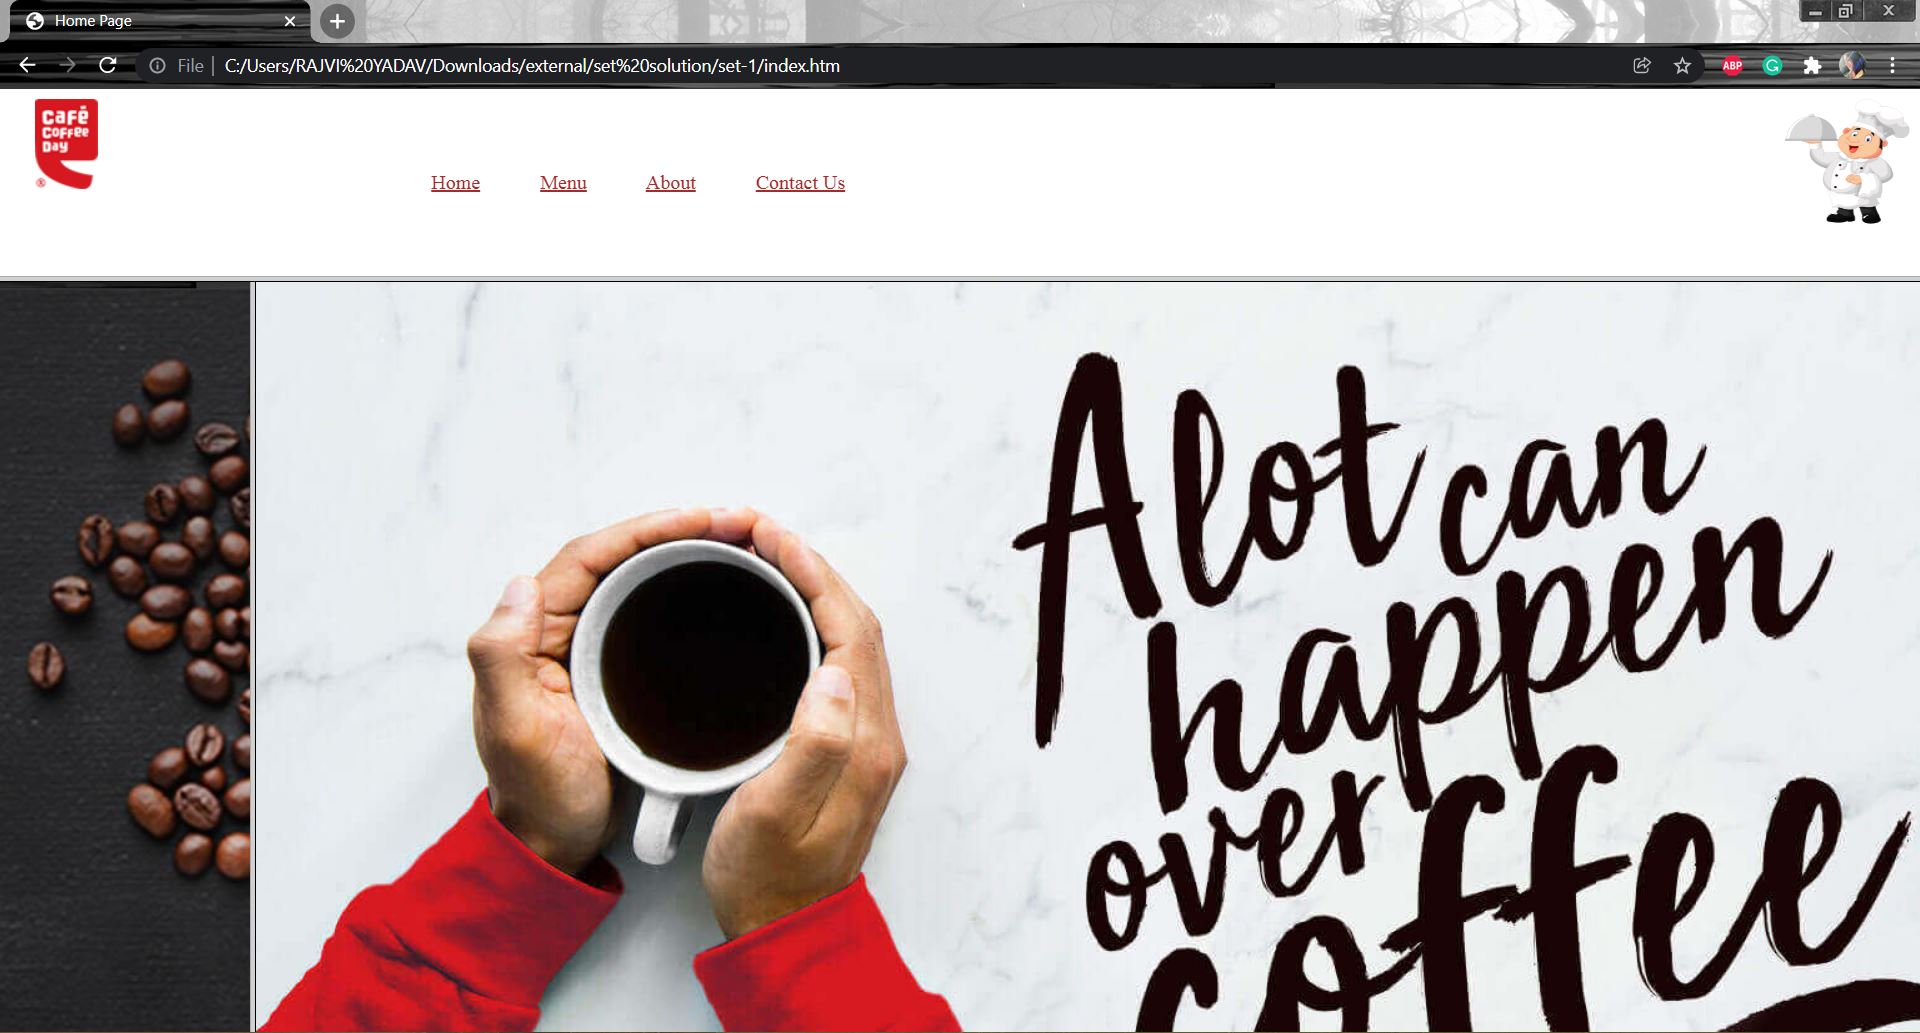 Home Page
File
C:/Users/RAJVI%20YADAV/Downloads/external/set%20solution/set-1/index.htm
ABP
Café
Coffee
Day
®
Home Menu About Contact Us
Alot can
happen
over
coffee